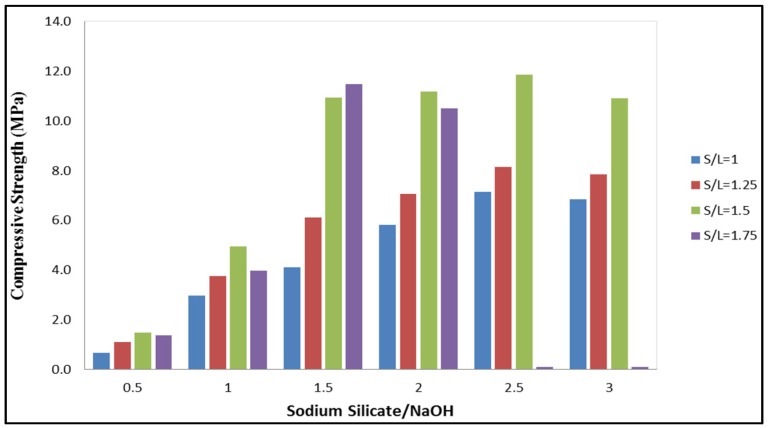 14.0
12.0
10.0
8.0
6.0
4.0
2.0
0.0
Compressive Strength (MPa)
0.5 1 1.5 2 2.5 3
Sodium Silicate/NaOH
S/L=1
S/L=1.25
S/L=1.5
S/L=1.75